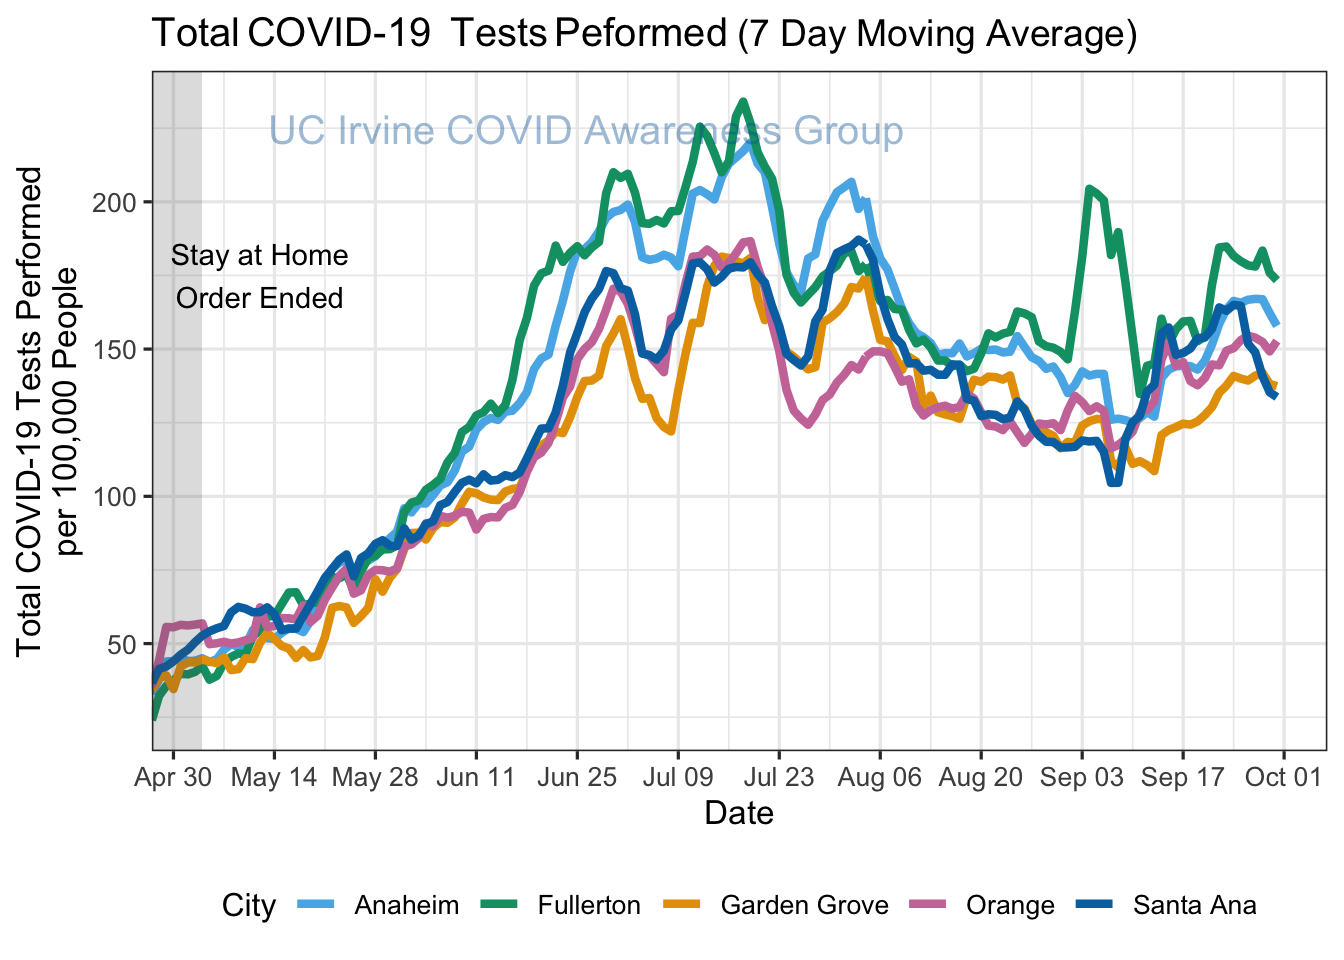 Total COVID-19  Tests Peformed (7 Day Moving Average)
UC Irvine COVID Awareness Group
Stay at Home
Order Ended
Total COVID-19 Tests Performed
per 100,000 People
200
150
100
50
Apr 30 May 14 May 28 Jun 11 Jun 25 Jul 09 Jul 23 Aug 06 Aug 20 Sep 03 Sep 17 Oct 01
Date
City Anaheim Fullerton Garden Grove Orange Santa Ana